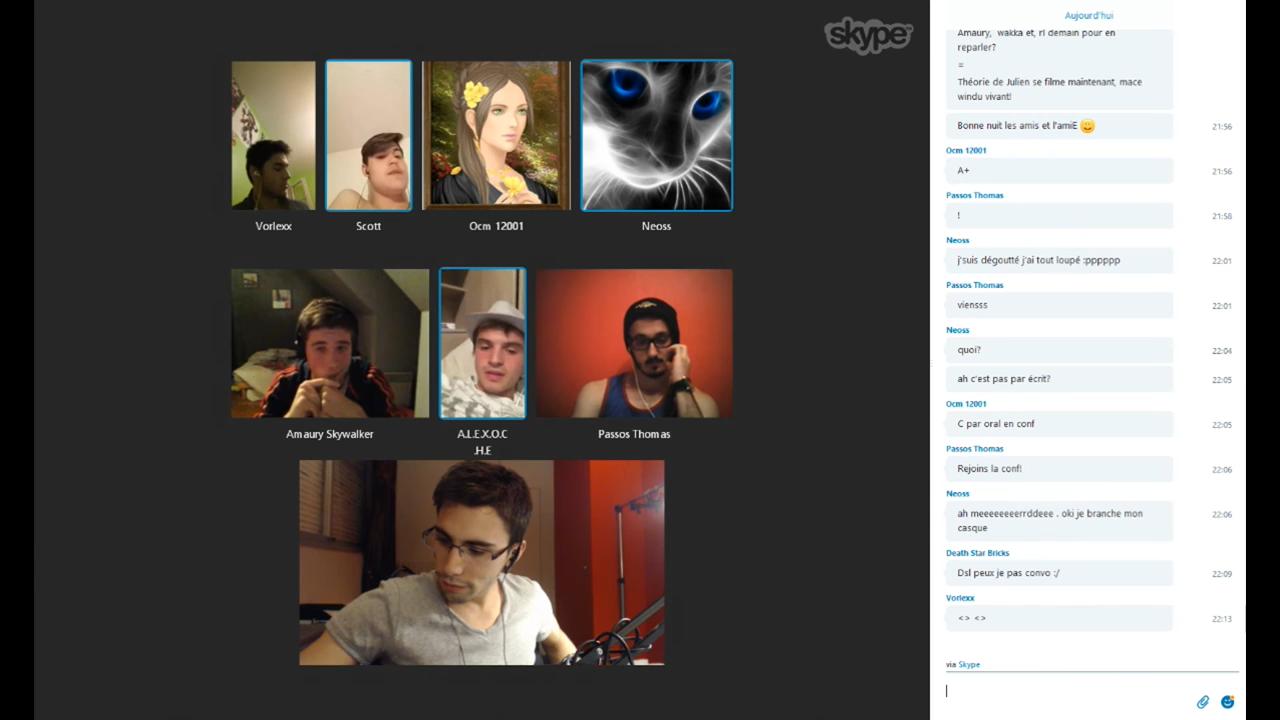 skype
Vorlexx
Scott
Ocm 12001
Neoss
Amaury Skywalker
A.L.E.X.O.C
.H.E
Passos Thomas
Aujourd'hui
Amaury, wakka et, rl demain pour en
reparler?
=
Théorie de Julien se filme maintenant, mace
windu vivant!
Bonne nuit les amis et l'amiE
21:56
Ocm 12001
A+
21:56
Passos Thomas
!
21:58
Neoss
j'suis dégoutté j'ai tout loupé :pppppp
22:01
Passos Thomas
viensss
22:01
Neoss
quoi?
22:04
ah c'est pas par écrit?
22:05
Ocm 12001
C par oral en conf
22:05
Passos Thomas
Rejoins la conf!
22:06
Neoss
ah meeeeeeeerrddeee . oki je branche mon
casque
22:06
Death Star Bricks
Dsl peux je pas convo :/
22:09
Vorlexx
<> <>
22:13
via Skype